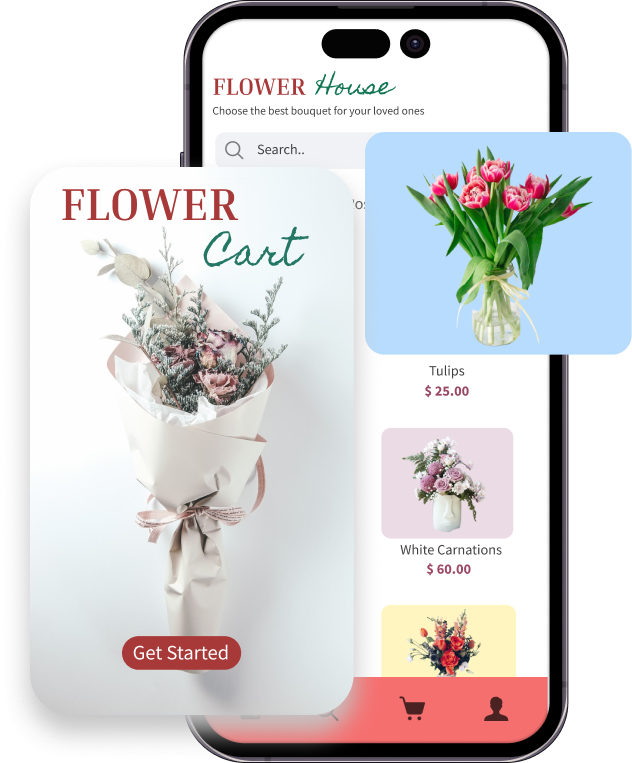 FLOWER House
Choose the best bouquet for your loved ones
Search..
FLOWER
Cart
Get Started
Tulips
$ 25.00
White Carnations
$ 60.00